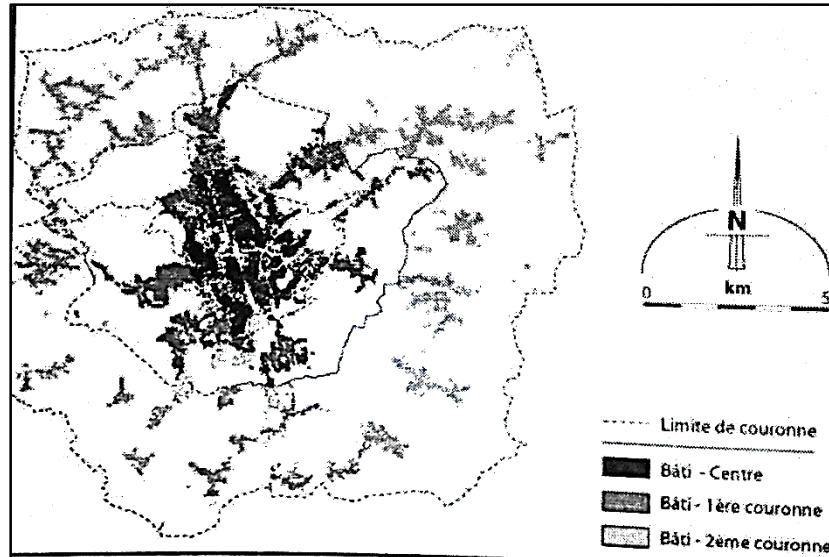 N
0 5
km
Limite de couronne
Bâti - Centre
Bâti - 1ère couronne
Bâti - 2ème couronne